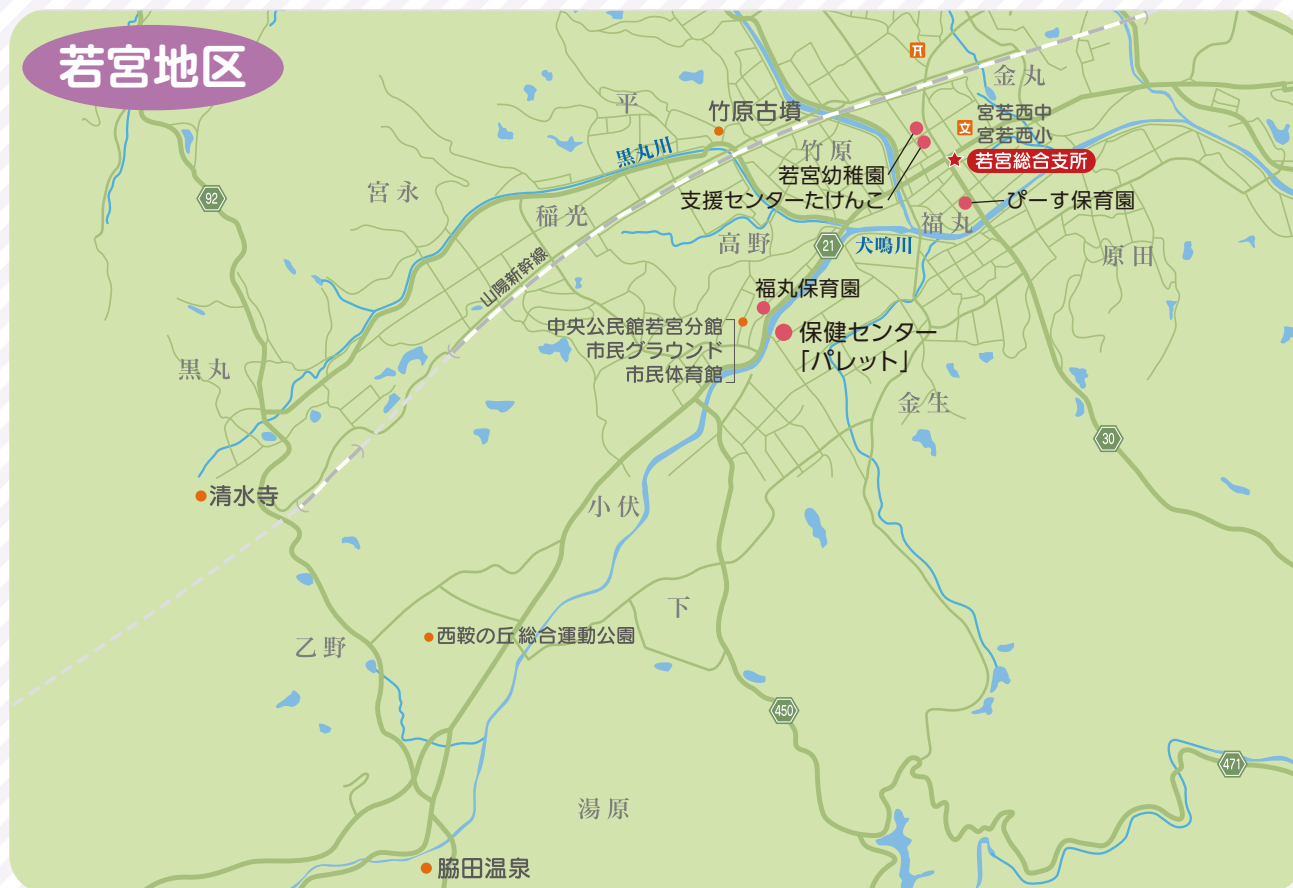 若宮地区
金丸
平
竹原古墳
宮若西中
文
宮若西小
黒丸川
竹原
若宮総合支所
若宮幼稚園
支援センターたけんこ
ぴーす保育園
92
宮永
稲光
福丸
高野
21
犬鳴川
原田
山陽新幹線
福丸保育園
中央公民館若宮分館
市民グラウンド
市民体育館
保健センター
「パレット」
黒丸
金生
30
清水寺
小伏
下
西鞍の丘総合運動公園
乙野
450
471
湯原
脇田温泉